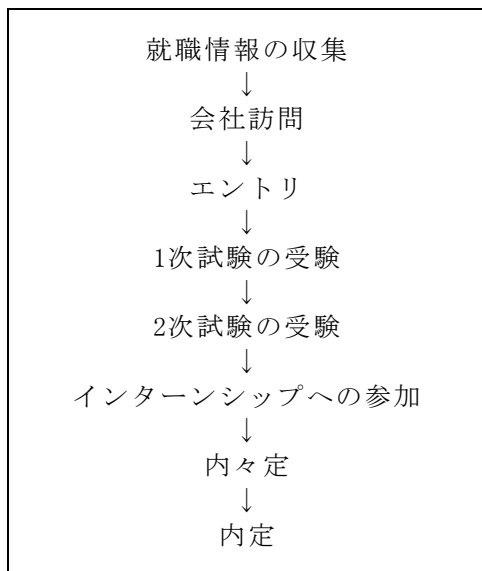 就職情報の収集
↓
会社訪問
↓
エントリ
↓
1次試験の受験
↓
2次試験の受験
↓
インターンシップへの参加
↓
内々定
↓
内定